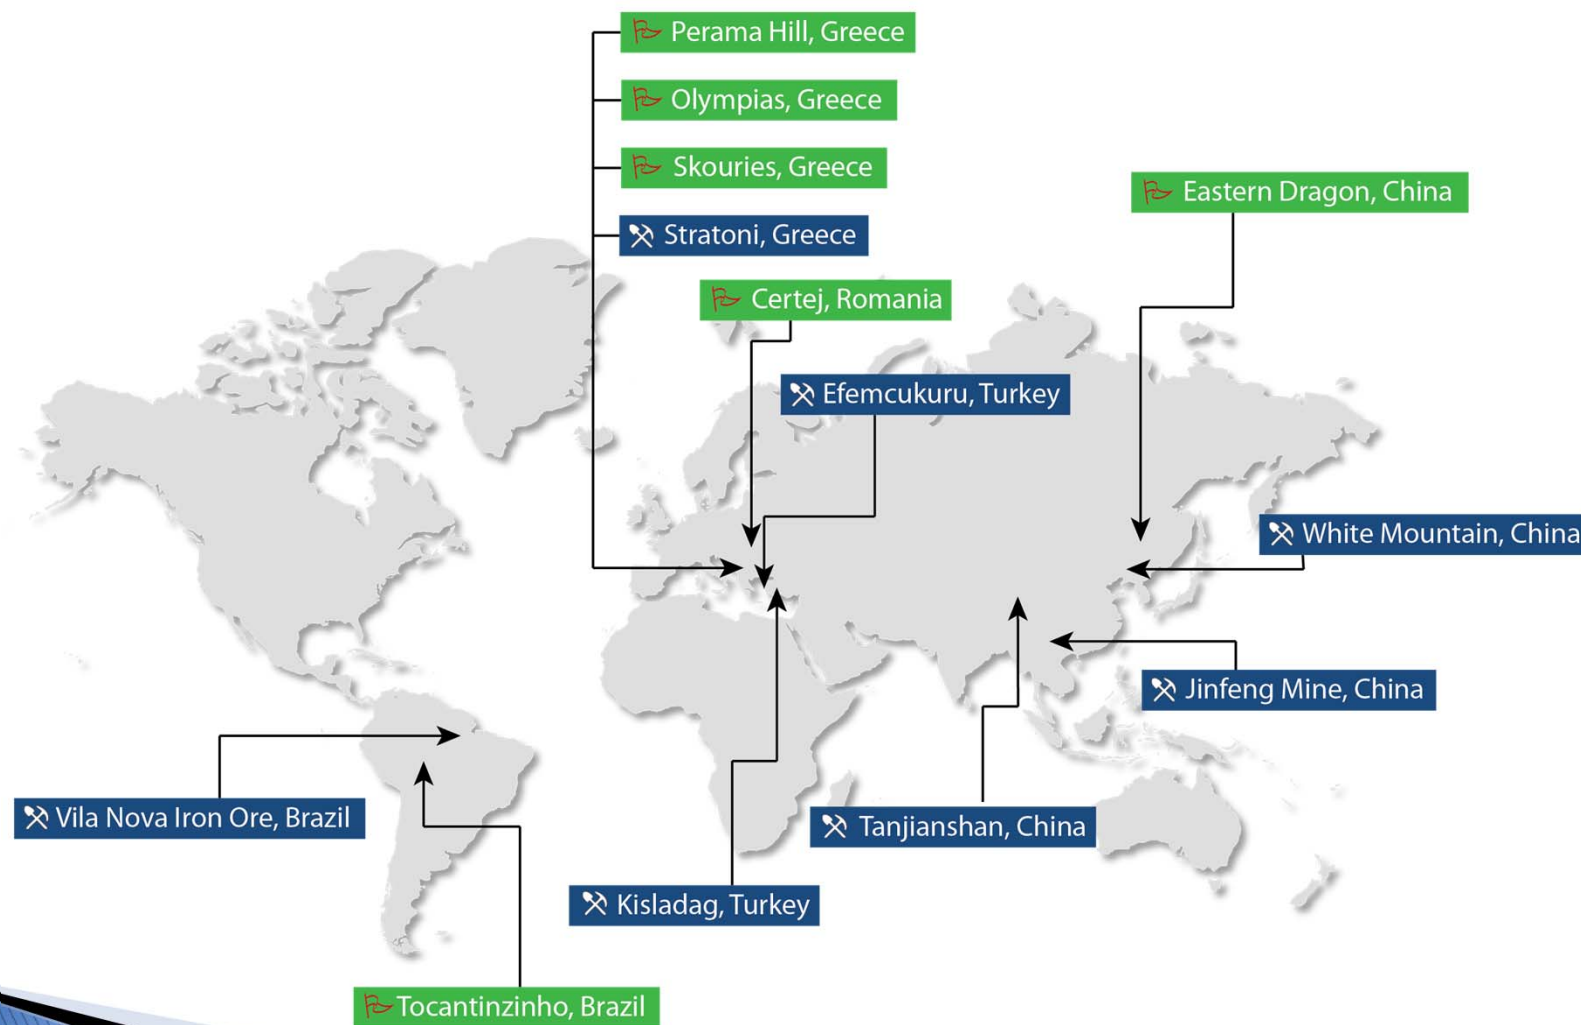 Perama Hill, Greece
Olympias, Greece
Skouries, Greece
Eastern Dragon, China
Stratoni, Greece
Certej, Romania
Efemcukuru, Turkey
White Mountain, China
Jinfeng Mine, China
Vila Nova Iron Ore, Brazil
Tanjianshan, China
Kisladag, Turkey
Tocantinzinho, Brazil